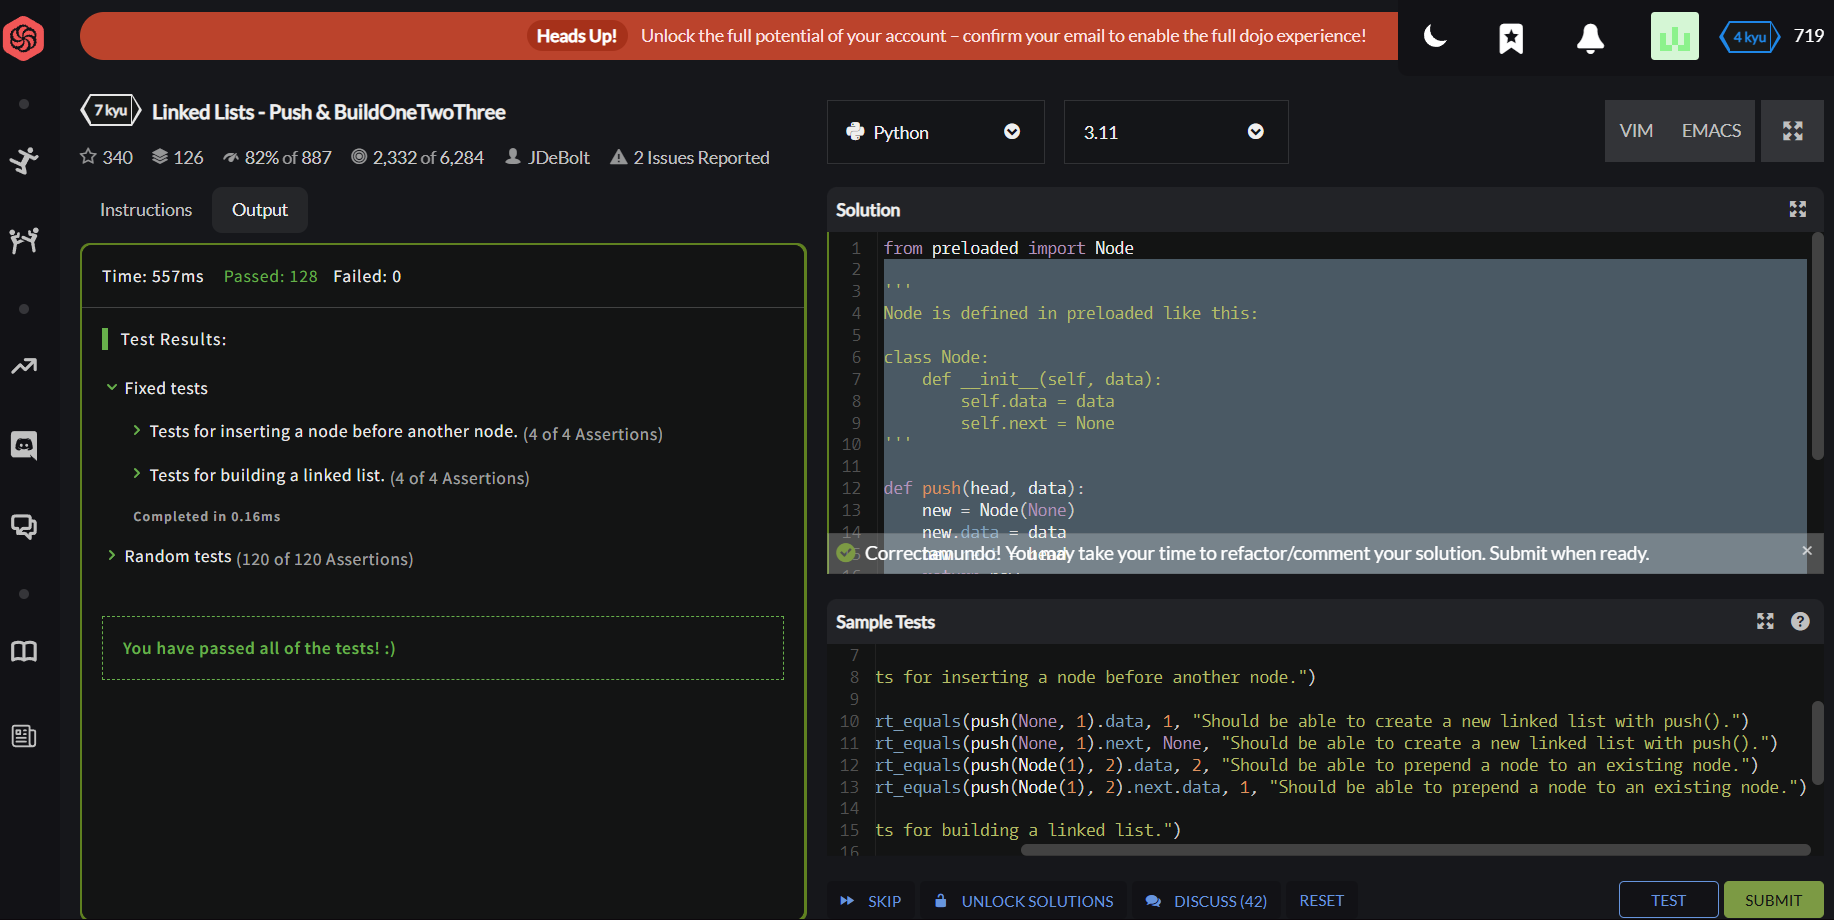 Heads Up! Unlock the full potential of your account – confirm your email to enable the full dojo experience!
4 kyu 719
7 kyu Linked Lists - Push & BuildOneTwoThree
340 126 82% of 887 2,332 of 6,284 JDeBolt 2 Issues Reported
Instructions Output
Time: 557ms Passed: 128 Failed: 0
Test Results:
Fixed tests
Tests for inserting a node before another node. (4 of 4 Assertions)
Tests for building a linked list. (4 of 4 Assertions)
Completed in 0.16ms
Random tests (120 of 120 Assertions)
You have passed all of the tests! :)
Python 3.11
VIM EMACS
Solution
1 from preloaded import Node
2
3 '''
4 Node is defined in preloaded like this:
5
6 class Node:
7 def __init__(self, data):
8 self.data = data
9 self.next = None
10 '''
11
12 def push(head, data):
13 new = Node(None)
14 new.data = data
Correctamundo! You may take your time to refactor/comment your solution. Submit when ready.
Sample Tests
7
8 ts for inserting a node before another node.")
9
10 rt_equals(push(None, 1).data, 1, "Should be able to create a new linked list with push().")
11 rt_equals(push(None, 1).next, None, "Should be able to create a new linked list with push().")
12 rt_equals(push(Node(1), 2).data, 2, "Should be able to prepend a node to an existing node.")
13 rt_equals(push(Node(1), 2).next.data, 1, "Should be able to prepend a node to an existing node.")
14
15 ts for building a linked list.")
16
SKIP UNLOCK SOLUTIONS DISCUSS (42) RESET
TEST SUBMIT